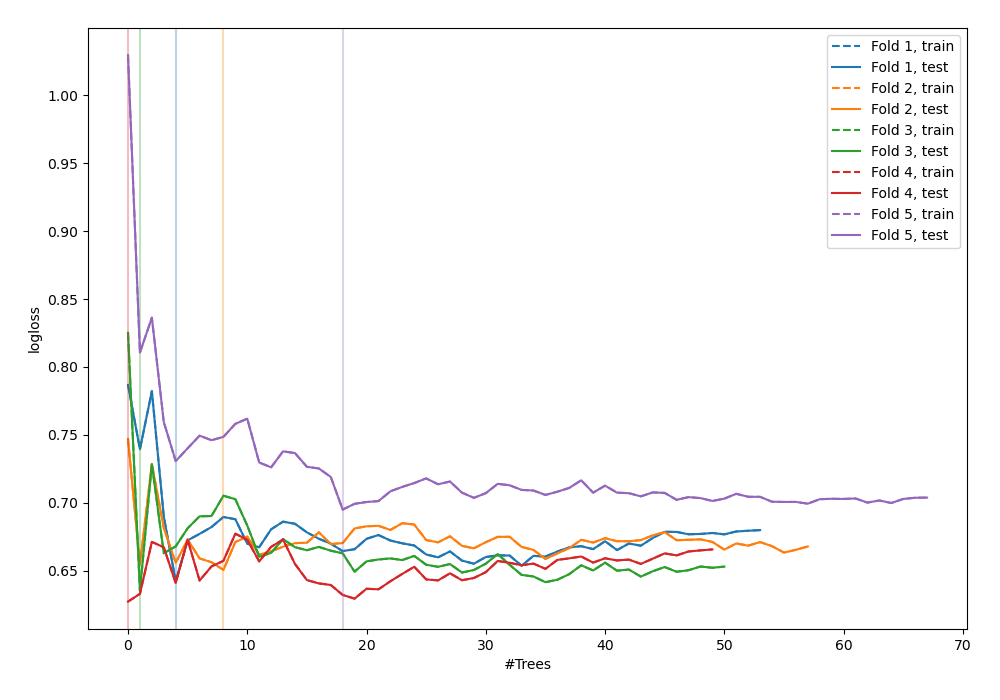 1.00
0.95
0.90
0.85
0.80
0.75
0.70
0.65
logloss
0
10
20
30
40
50
60
70
#Trees
Fold 1, train
Fold 1, test
Fold 2, train
Fold 2, test
Fold 3, train
Fold 3, test
Fold 4, train
Fold 4, test
Fold 5, train
Fold 5, test